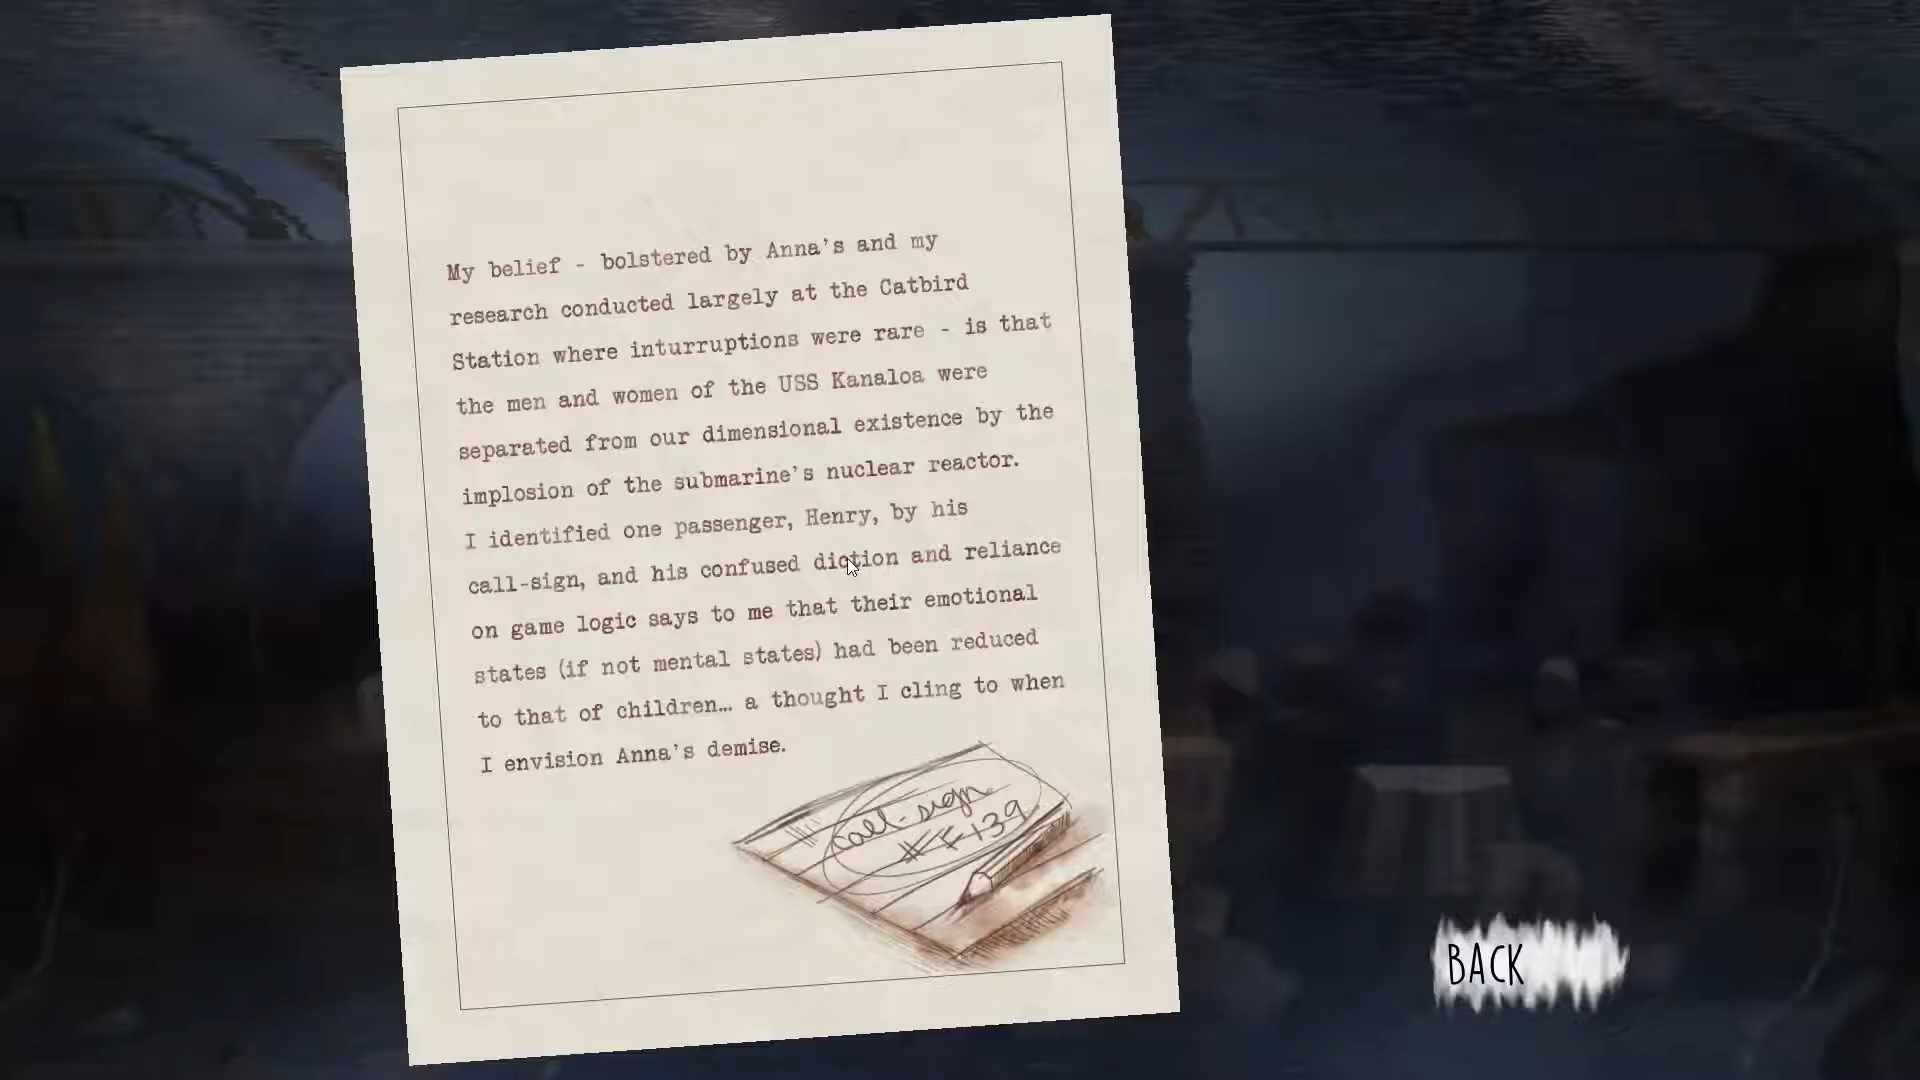 My belief - bolstered by Anna's and my
research conducted largely at the Catbird
Station where inturruptions were rare - is that
the men and women of the USS Kanaloa were
separated from our dimensional existence by the
implosion of the submarine's nuclear reactor.
I identified one passenger, Henry, by his
call-sign, and his confused diction and reliance
on game logic says to me that their emotional
states (if not mental states) had been reduced
to that of children… a thought I cling to when
I envision Anna's demise.
call-sign
BACK